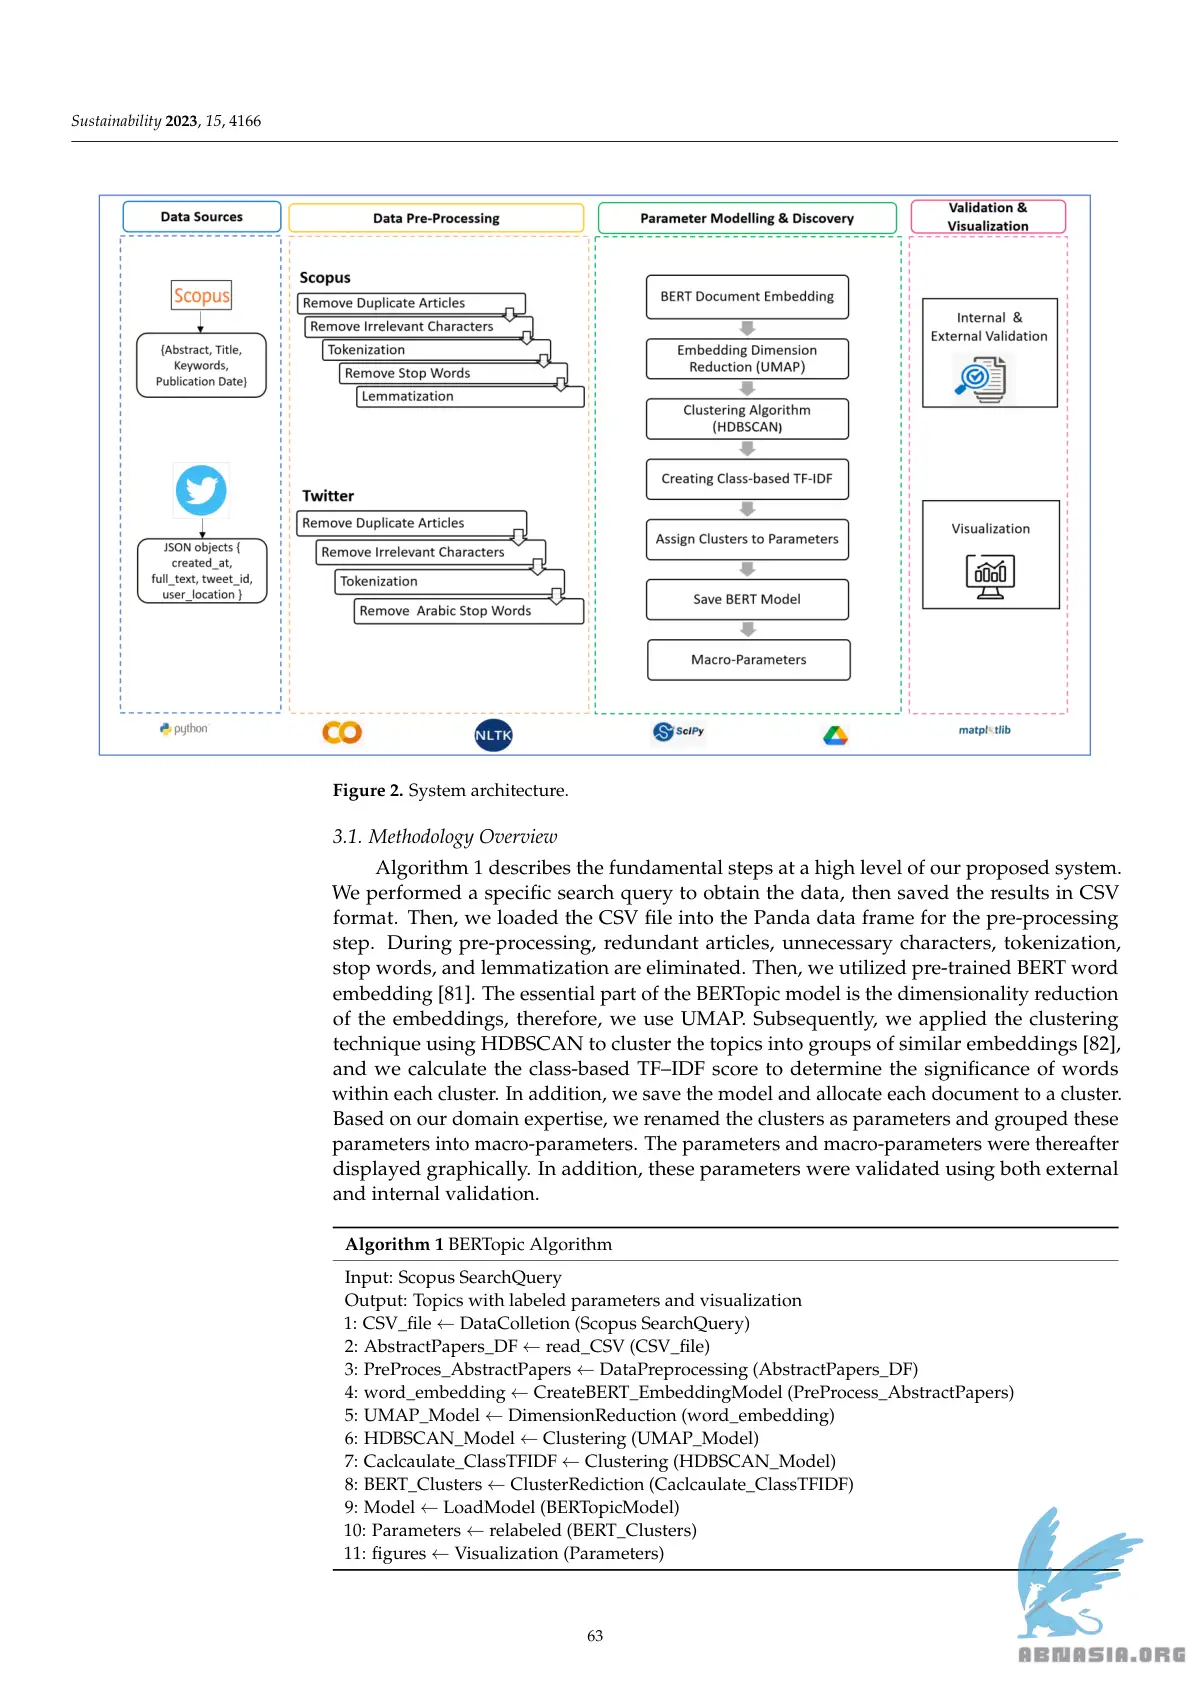 Sustainability 2023, 15, 4166
Data Sources
Data Pre-Processing
Parameter Modelling & Discovery
Validation &
Visualization
Scopus
{Abstract, Title,
Keywords,
Publication Date}
JSON objects {
created_at,
full_text, tweet_id,
user_location }
Scopus
Remove Duplicate Articles
Remove Irrelevant Characters
Tokenization
Remove Stop Words
Lemmatization
Twitter
Remove Duplicate Articles
Remove Irrelevant Characters
Tokenization
Remove Arabic Stop Words
BERT Document Embedding
Embedding Dimension
Reduction (UMAP)
Clustering Algorithm
(HDBSCAN)
Creating Class-based TF-IDF
Assign Clusters to Parameters
Save BERT Model
Macro-Parameters
Internal &
External Validation
Visualization
python
NLTK
SciPy
matplotlib
Figure 2. System architecture.
3.1. Methodology Overview
Algorithm 1 describes the fundamental steps at a high level of our proposed system.
We performed a specific search query to obtain the data, then saved the results in CSV
format. Then, we loaded the CSV file into the Panda data frame for the pre-processing
step. During pre-processing, redundant articles, unnecessary characters, tokenization,
stop words, and lemmatization are eliminated. Then, we utilized pre-trained BERT word
embedding [81]. The essential part of the BERTopic model is the dimensionality reduction
of the embeddings, therefore, we use UMAP. Subsequently, we applied the clustering
technique using HDBSCAN to cluster the topics into groups of similar embeddings [82],
and we calculate the class-based TF–IDF score to determine the significance of words
within each cluster. In addition, we save the model and allocate each document to a cluster.
Based on our domain expertise, we renamed the clusters as parameters and grouped these
parameters into macro-parameters. The parameters and macro-parameters were thereafter
displayed graphically. In addition, these parameters were validated using both external
and internal validation.
Algorithm 1 BERTopic Algorithm
Input: Scopus SearchQuery
Output: Topics with labeled parameters and visualization
1: CSV_file ← DataColletion (Scopus SearchQuery)
2: AbstractPapers_DF ← read_CSV (CSV_file)
3: PreProces_AbstractPapers ← DataPreprocessing (AbstractPapers_DF)
4: word_embedding ← CreateBERT_EmbeddingModel (PreProcess_AbstractPapers)
5: UMAP_Model ← DimensionReduction (word_embedding)
6: HDBSCAN_Model ← Clustering (UMAP_Model)
7: Caclcaulate_ClassTFIDF ← Clustering (HDBSCAN_Model)
8: BERT_Clusters ← ClusterRediction (Caclcaulate_ClassTFIDF)
9: Model ← LoadModel (BERTopicModel)
10: Parameters ← relabeled (BERT_Clusters)
11: figures ← Visualization (Parameters)
63
ABNASIA.ORG